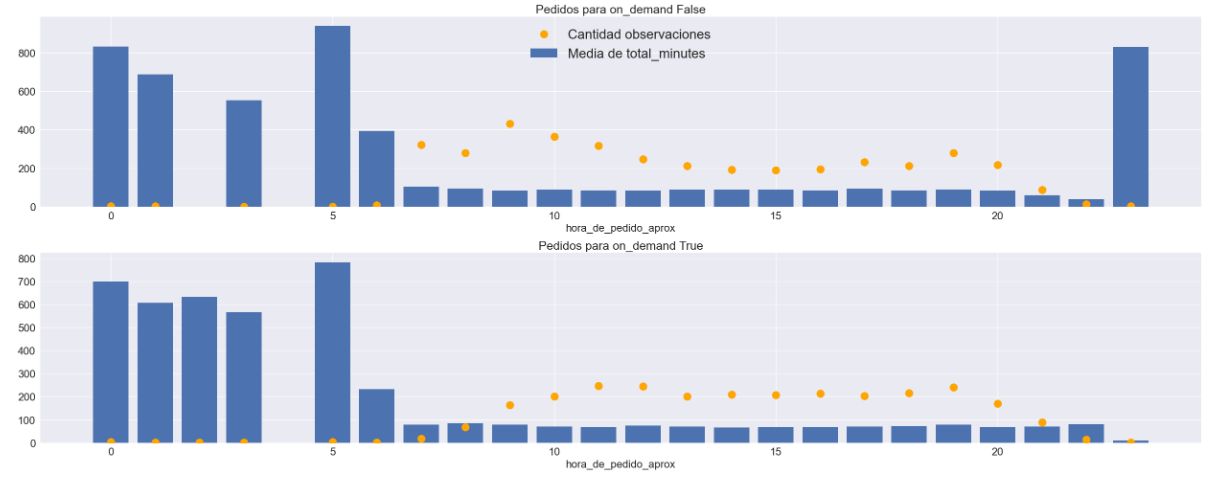 Pedidos para on_demand False
Cantidad observaciones
Media de total_minutes
800
600
400
200
0
0 5 10 15 20
hora_de_pedido_aprox
Pedidos para on_demand True
800
700
600
500
400
300
200
100
0
0 5 10 15 20
hora_de_pedido_aprox